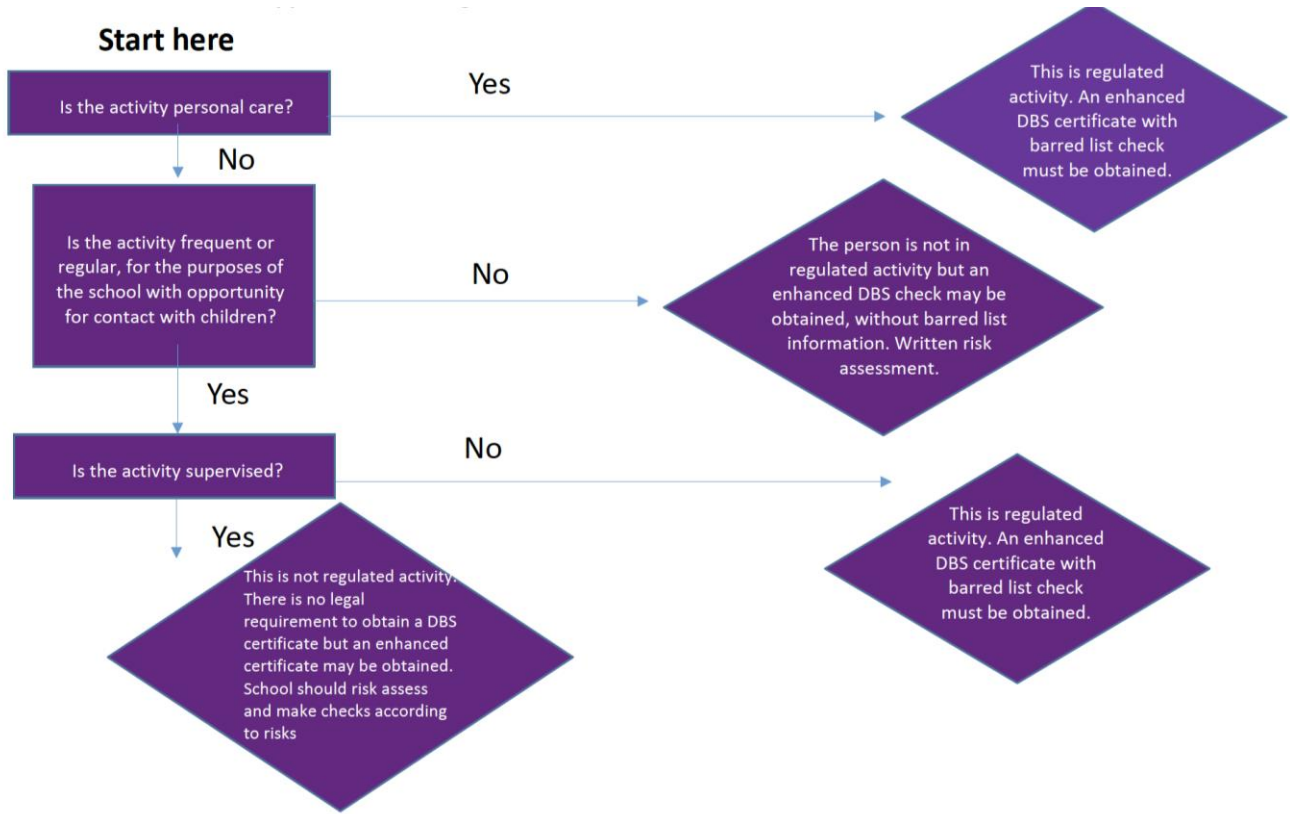 Start here
Is the activity personal care?
Yes
This is regulated
activity. An enhanced
DBS certificate with
barred list check
must be obtained.
No
Is the activity frequent or
regular, for the purposes of
the school with opportunity
for contact with children?
No
The person is not in
regulated activity but an
enhanced DBS check may be
obtained, without barred list
information. Written risk
assessment.
Yes
Is the activity supervised?
No
This is regulated
activity. An enhanced
DBS certificate with
barred list check
must be obtained.
Yes
This is not regulated activity.
There is no legal
requirement to obtain a DBS
certificate but an enhanced
certificate may be obtained.
School should risk assess
and make checks according
to risks